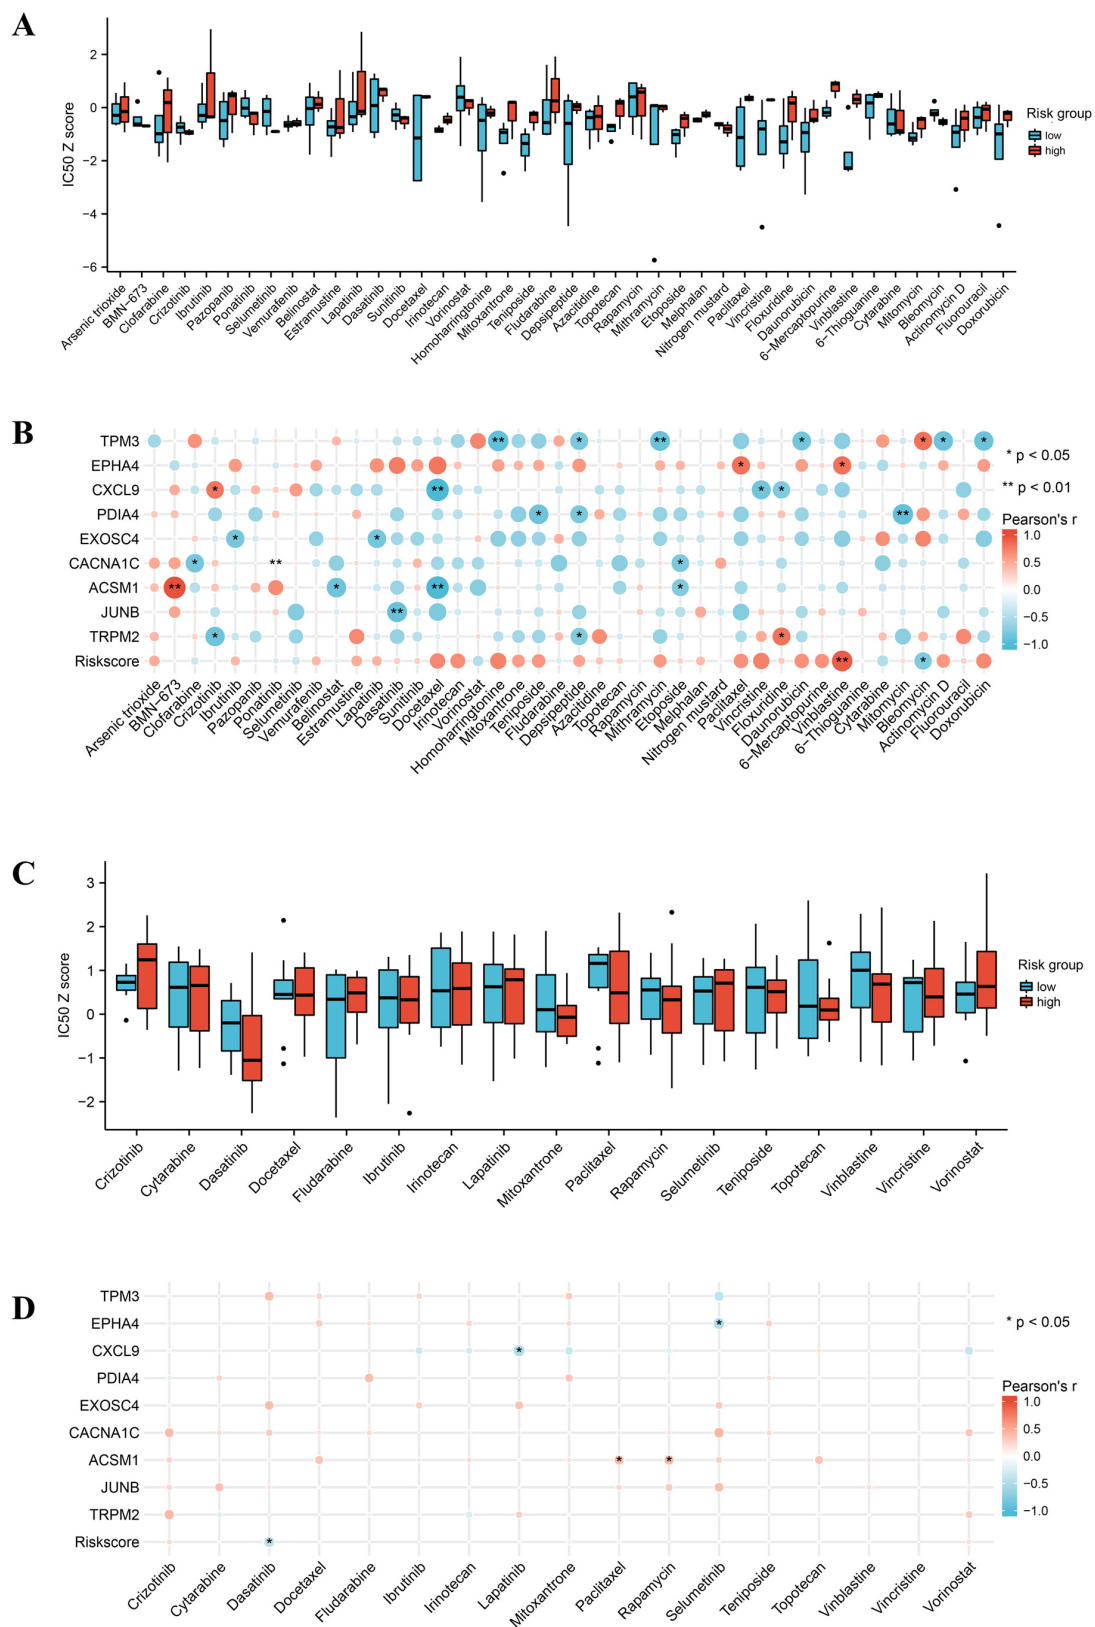 A
2
0
−2
−4
−6
IC50 Z score
Risk group
low
high
Arsenic trioxide
BMN−673
Clofarabine
Crizotinib
Ibrutinib
Pazopanib
Ponatinib
Selumetinib
Vemurafenib
Belinostat
Estramustine
Lapatinib
Dasatinib
Sunitinib
Docetaxel
Irinotecan
Vorinostat
Homoharringtonine
Mitoxantrone
Teniposide
Fludarabine
Depsipeptide
Azacitidine
Topotecan
Rapamycin
Mithramycin
Etoposide
Melphalan
Nitrogen mustard
Paclitaxel
Vincristine
Floxuridine
Daunorubicin
6−Mercaptopurine
Vinblastine
6−Thioguanine
Cytarabine
Mitomycin
Bleomycin
Actinomycin D
Fluorouracil
Doxorubicin
B
TPM3
EPHA4
CXCL9
PDIA4
EXOSC4
CACNA1C
ACSM1
JUNB
TRPM2
Riskscore
* p < 0.05
** p < 0.01
Pearson's r
1.0
0.5
0.0
−0.5
−1.0
Arsenic trioxide
BMN−673
Clofarabine
Crizotinib
Ibrutinib
Pazopanib
Ponatinib
Selumetinib
Vemurafenib
Belinostat
Estramustine
Lapatinib
Dasatinib
Sunitinib
Docetaxel
Irinotecan
Vorinostat
Homoharringtonine
Mitoxantrone
Teniposide
Fludarabine
Depsipeptide
Azacitidine
Topotecan
Rapamycin
Mithramycin
Etoposide
Melphalan
Nitrogen mustard
Paclitaxel
Vincristine
Floxuridine
Daunorubicin
6−Mercaptopurine
Vinblastine
6−Thioguanine
Cytarabine
Mitomycin
Bleomycin
Actinomycin D
Fluorouracil
Doxorubicin
C
3
2
1
0
−1
−2
IC50 Z score
Risk group
low
high
Crizotinib
Cytarabine
Dasatinib
Docetaxel
Fludarabine
Ibrutinib
Irinotecan
Lapatinib
Mitoxantrone
Paclitaxel
Rapamycin
Selumetinib
Teniposide
Topotecan
Vinblastine
Vincristine
Vorinostat
D
TPM3
EPHA4
CXCL9
PDIA4
EXOSC4
CACNA1C
ACSM1
JUNB
TRPM2
Riskscore
* p < 0.05
Pearson's r
1.0
0.5
0.0
−0.5
−1.0
Crizotinib
Cytarabine
Dasatinib
Docetaxel
Fludarabine
Ibrutinib
Irinotecan
Lapatinib
Mitoxantrone
Paclitaxel
Rapamycin
Selumetinib
Teniposide
Topotecan
Vinblastine
Vincristine
Vorinostat